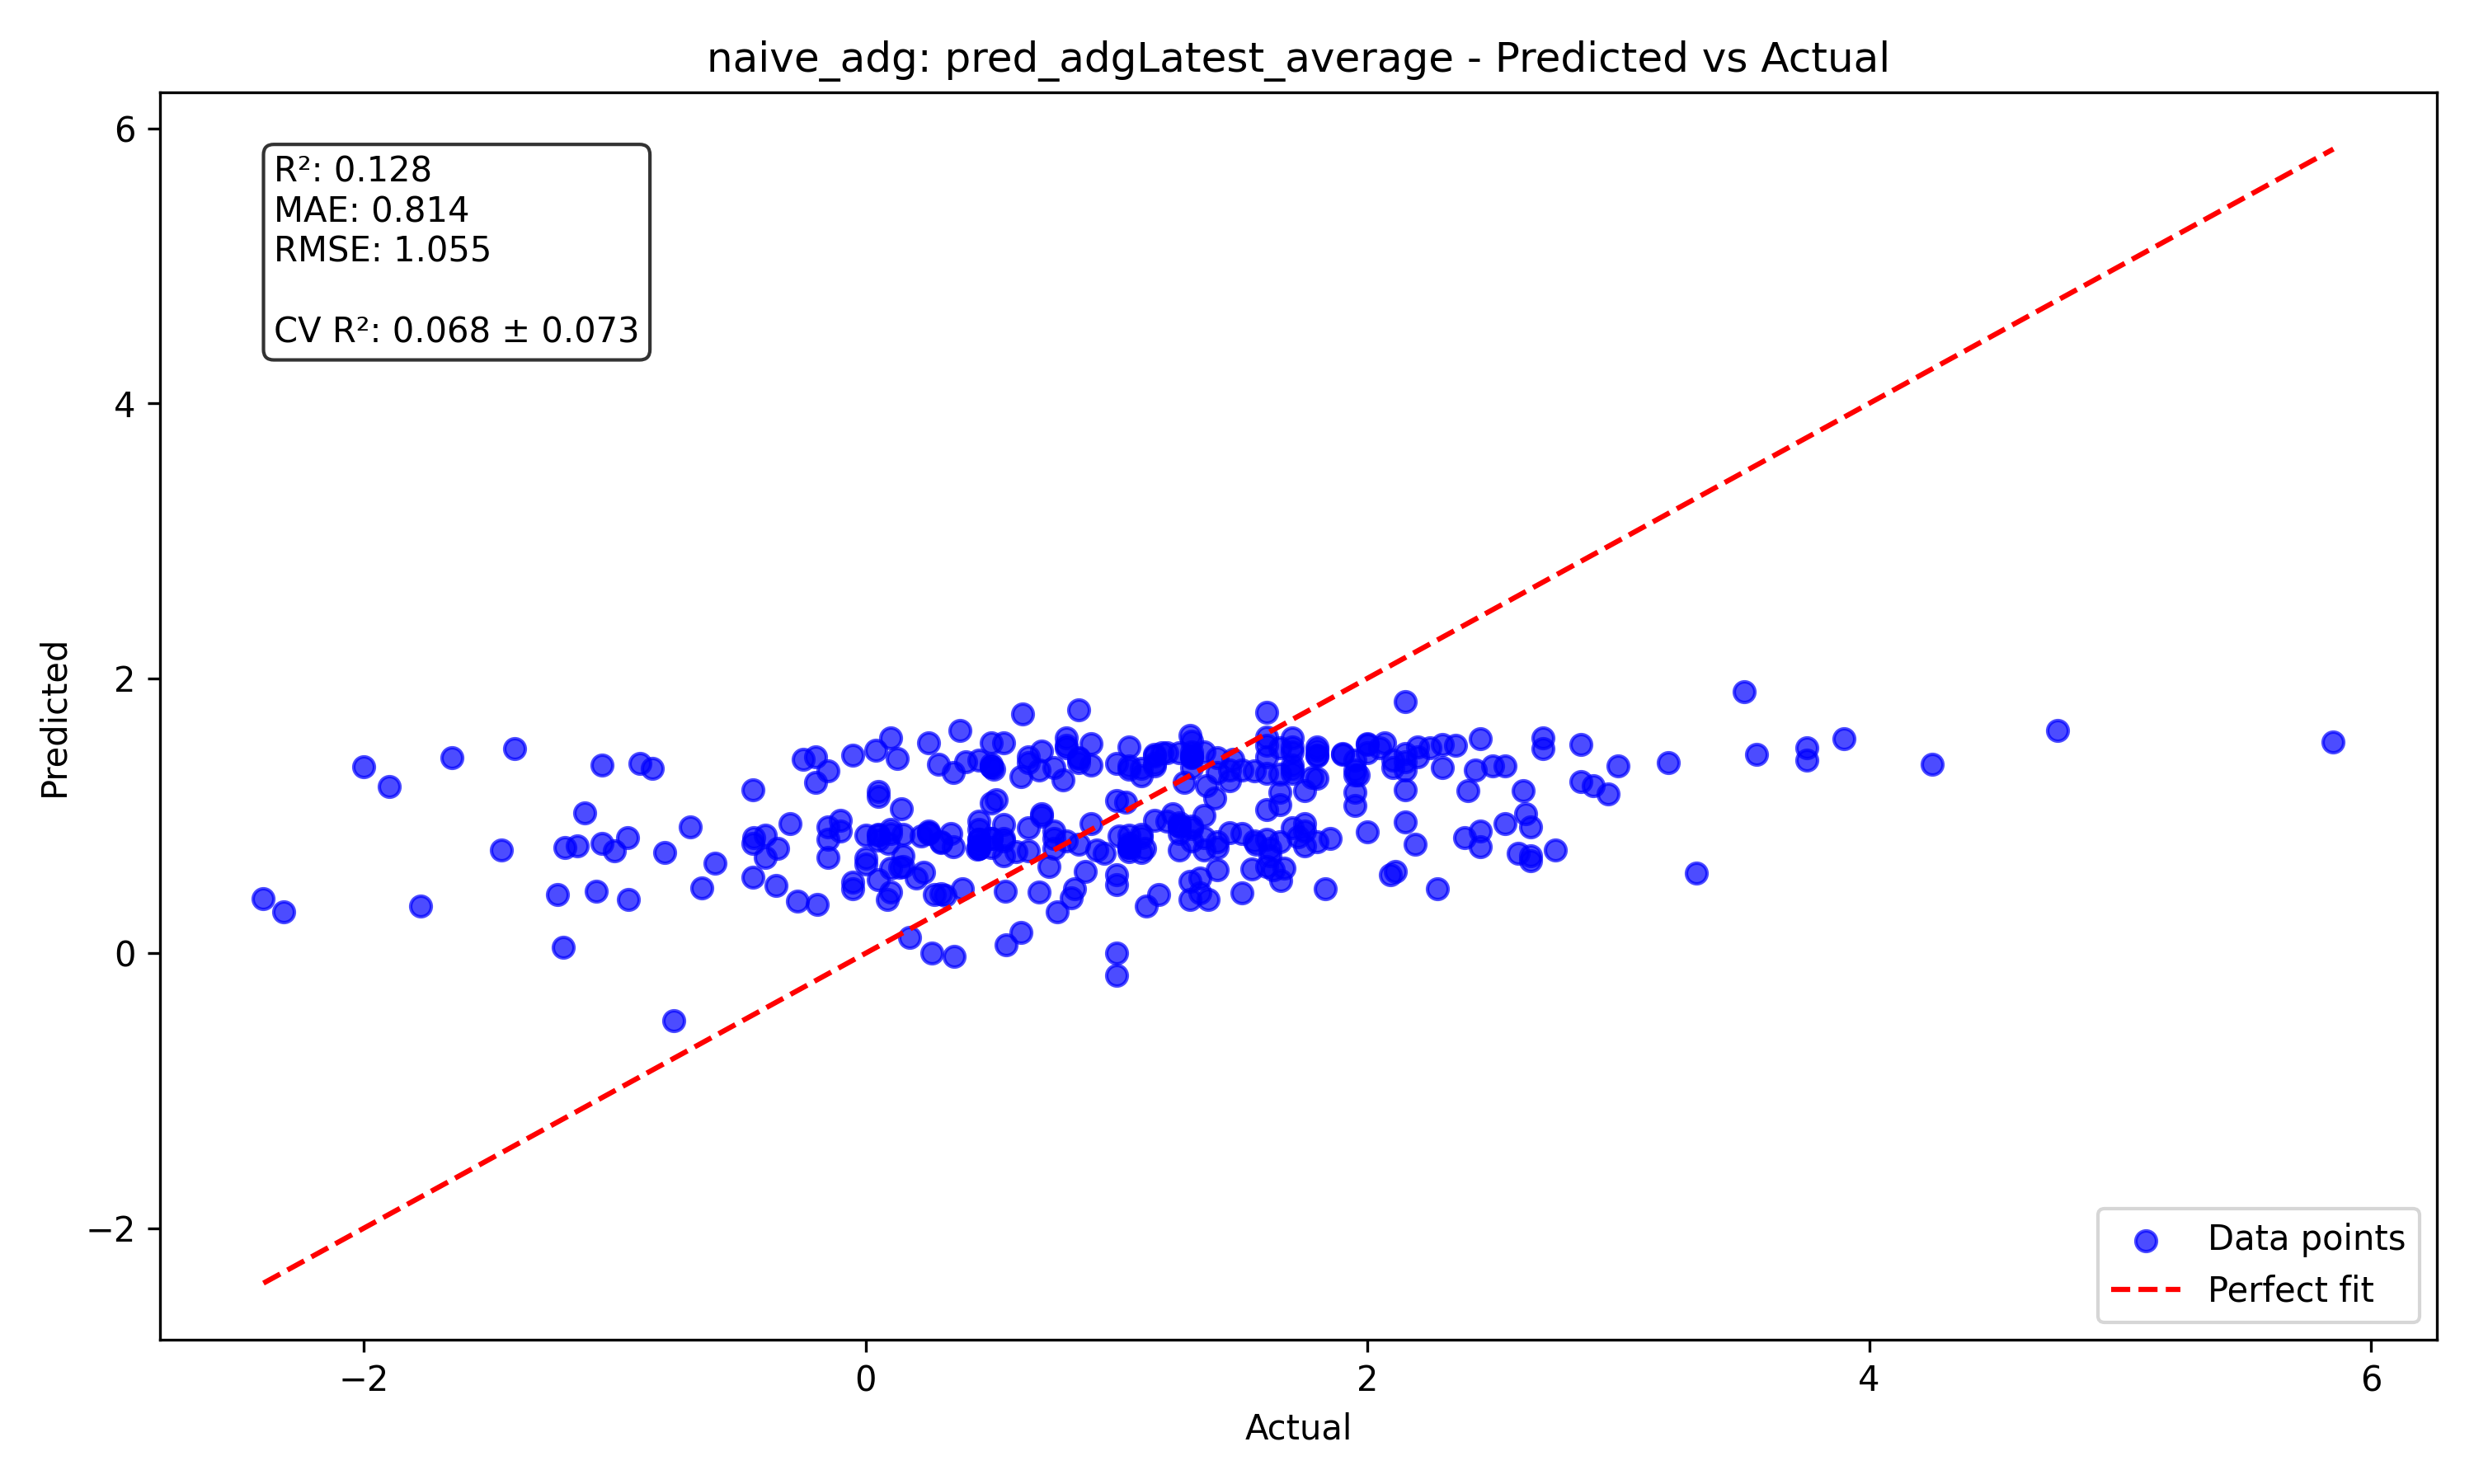 naive_adg: pred_adgLatest_average - Predicted vs Actual
R²: 0.128
MAE: 0.814
RMSE: 1.055
CV R²: 0.068 ± 0.073
6
4
2
0
−2
Predicted
−2
0
2
4
6
Actual
Data points
Perfect fit